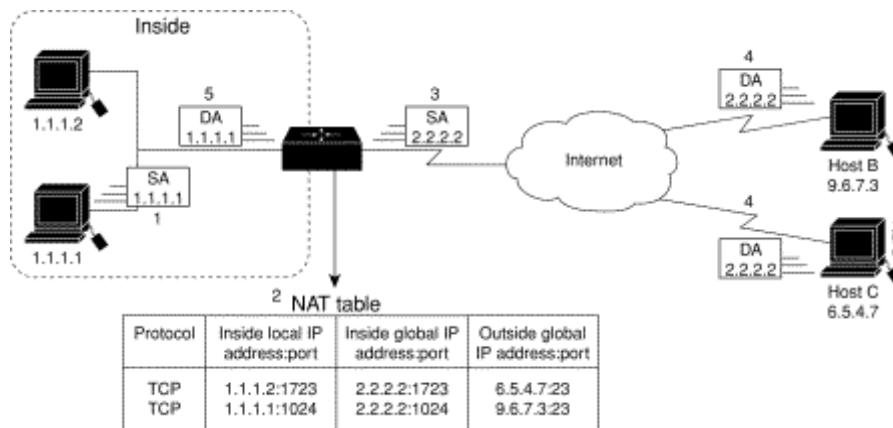 Inside
1.1.1.2
5
DA
1.1.1.1
3
SA
2.2.2.2
4
DA
2.2.2.2
Internet
Host B
9.6.7.3
SA
1.1.1.1
1
1.1.1.1
4
DA
2.2.2.2
Host C
6.5.4.7
2 NAT table
Protocol Inside local IP address:port Inside global IP address:port Outside global IP address:port
TCP 1.1.1.2:1723 2.2.2.2:1723 6.5.4.7:23
TCP 1.1.1.1:1024 2.2.2.2:1024 9.6.7.3:23